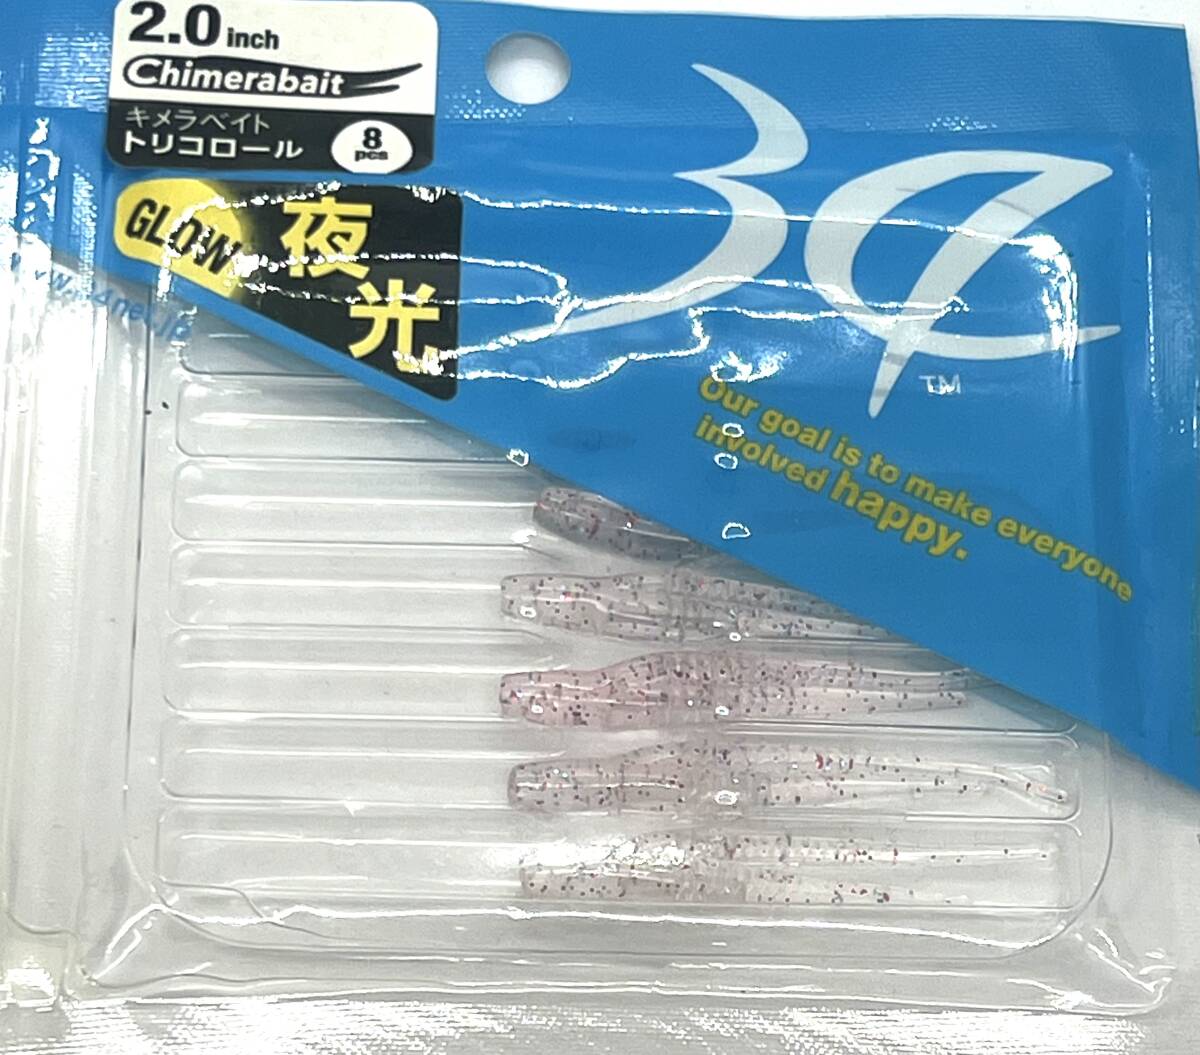 2.0 inch
Chimerabait
キメラベイト
トリコロール
8
pcs
GLOW
夜光
34
TM
Our goal is to make everyone
involved happy.